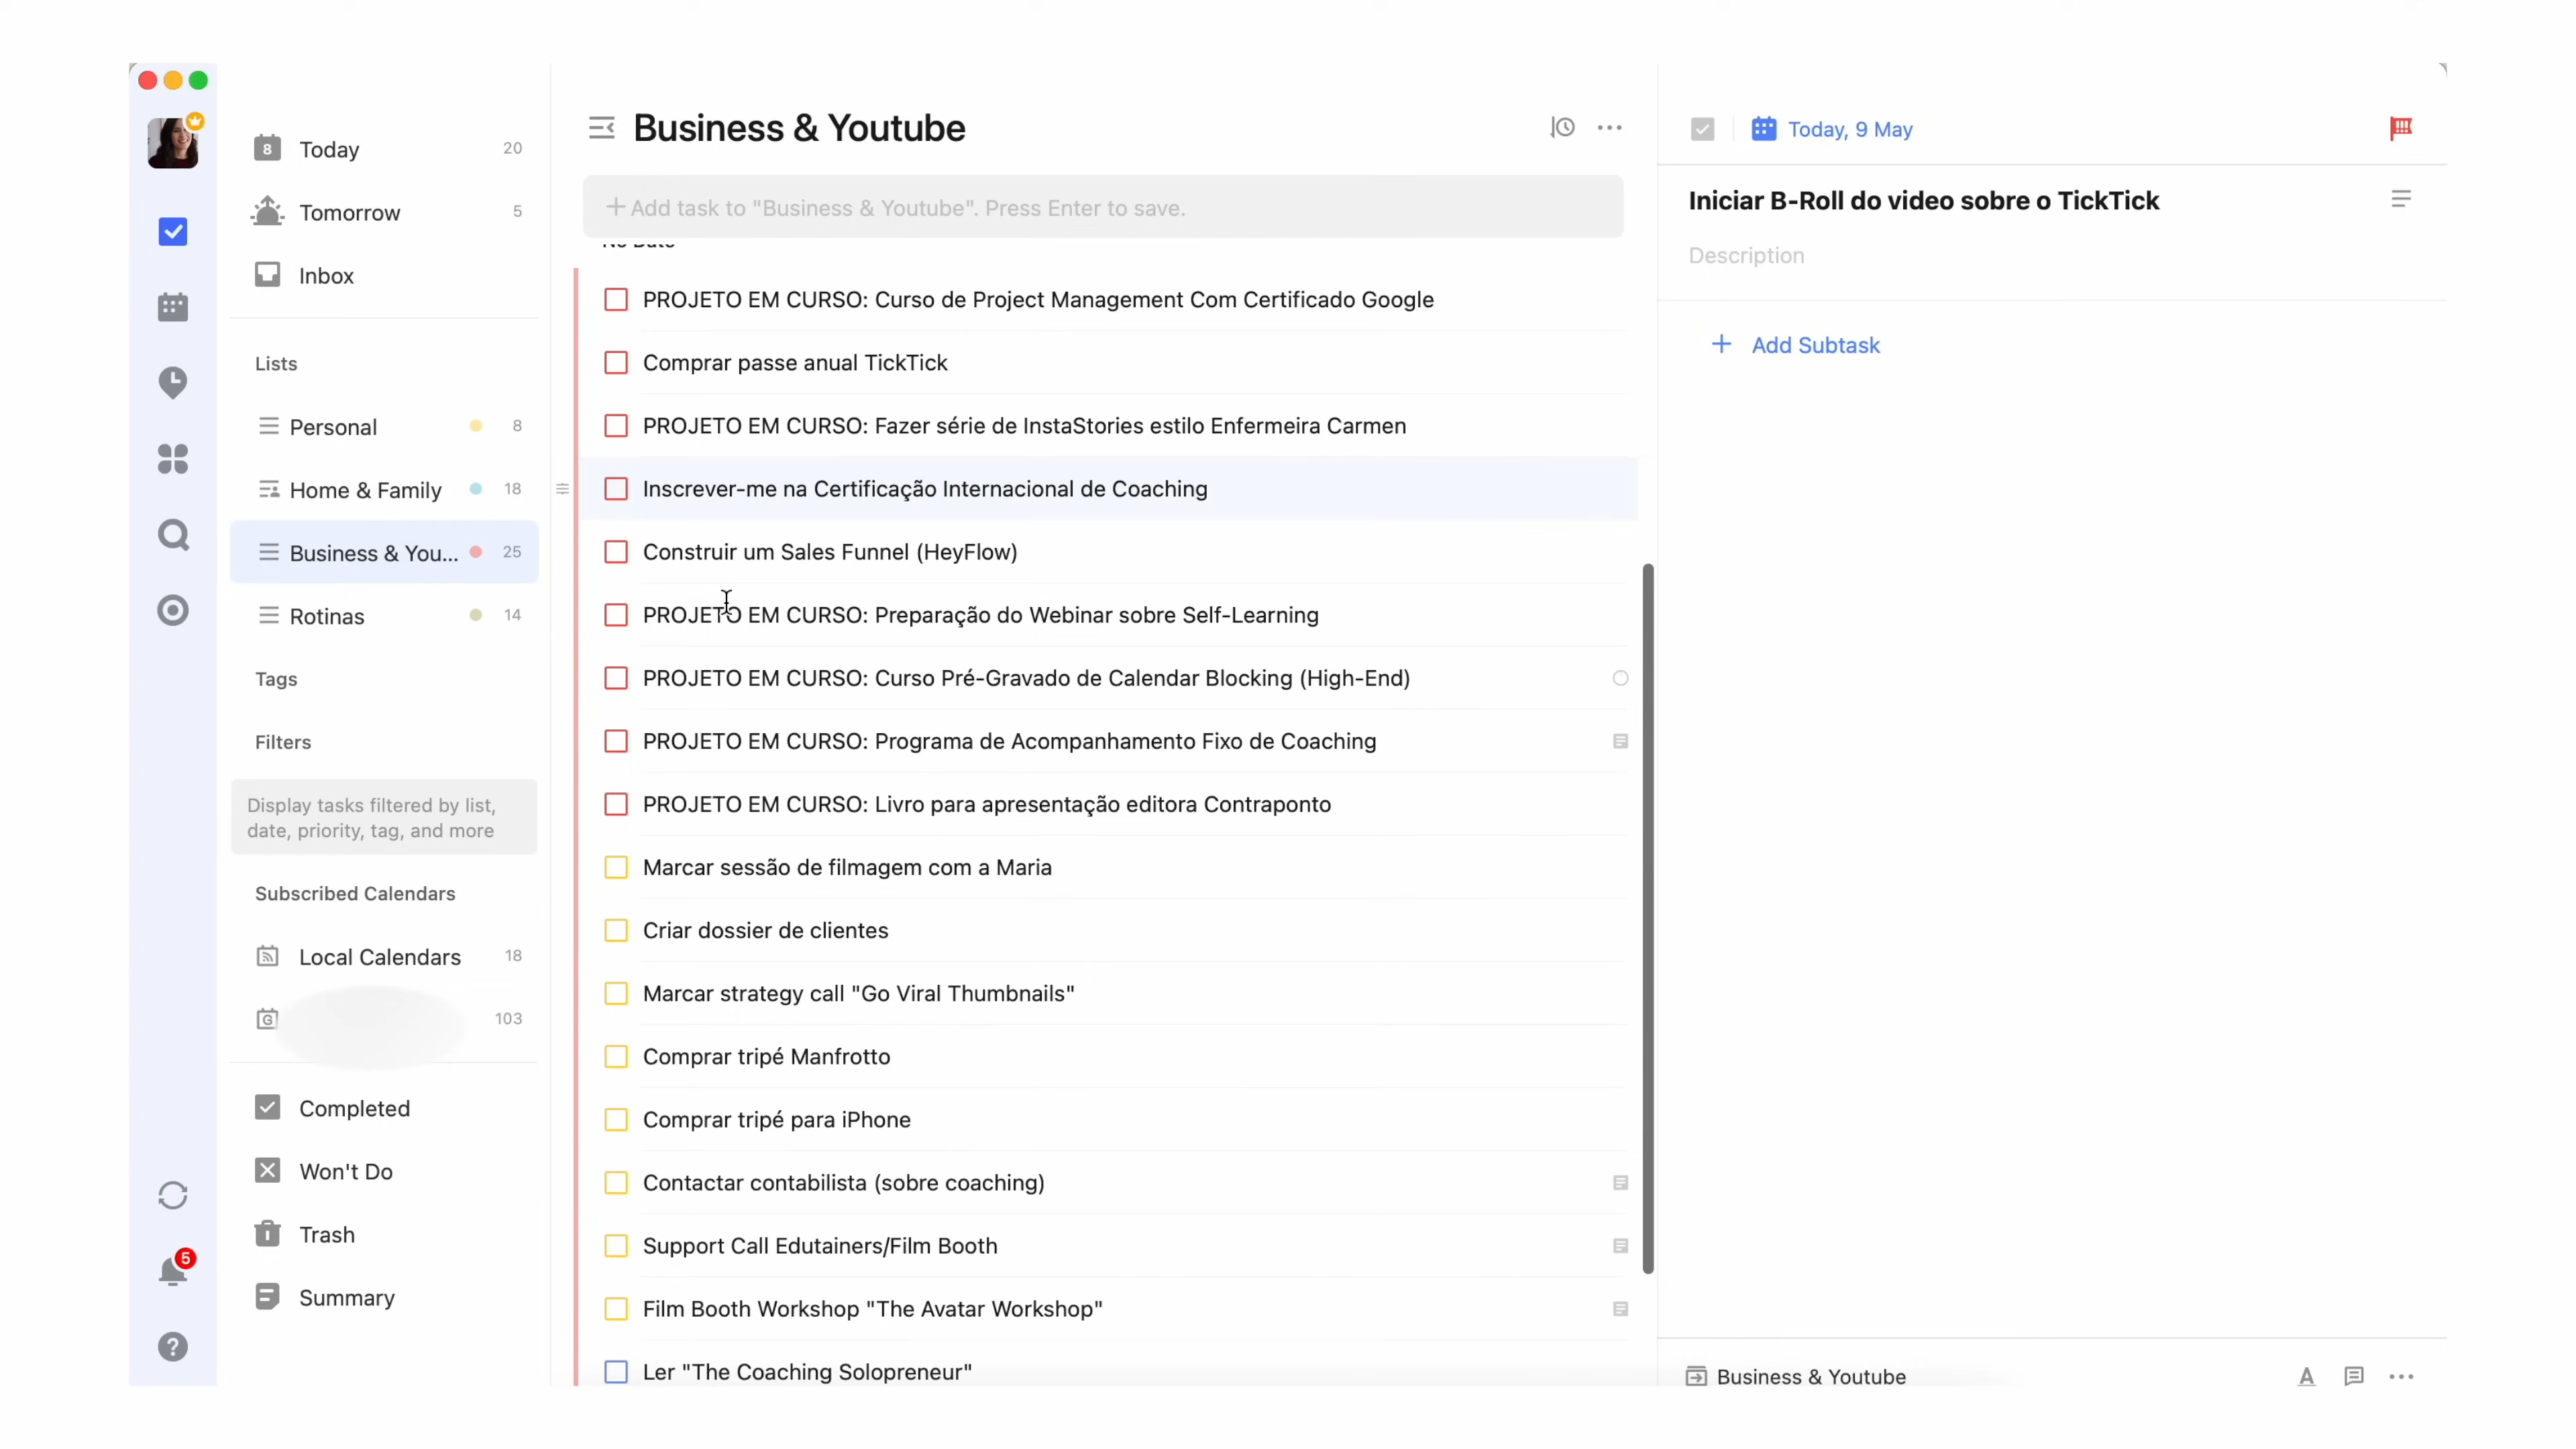 8
Today
20
Tomorrow
5
Inbox
Lists
Personal
8
Home & Family
18
Business & You...
25
Rotinas
14
Tags
Filters
Display tasks filtered by list,
date, priority, tag, and more
Subscribed Calendars
Local Calendars
18
G
103
Completed
Won't Do
Trash
Summary
5
?
Business & Youtube
+ Add task to "Business & Youtube". Press Enter to save.
No Date
PROJETO EM CURSO: Curso de Project Management Com Certificado Google
Comprar passe anual TickTick
PROJETO EM CURSO: Fazer série de InstaStories estilo Enfermeira Carmen
Inscrever-me na Certificação Internacional de Coaching
Construir um Sales Funnel (HeyFlow)
PROJETO EM CURSO: Preparação do Webinar sobre Self-Learning
PROJETO EM CURSO: Curso Pré-Gravado de Calendar Blocking (High-End)
PROJETO EM CURSO: Programa de Acompanhamento Fixo de Coaching
PROJETO EM CURSO: Livro para apresentação editora Contraponto
Marcar sessão de filmagem com a Maria
Criar dossier de clientes
Marcar strategy call "Go Viral Thumbnails"
Comprar tripé Manfrotto
Comprar tripé para iPhone
Contactar contabilista (sobre coaching)
Support Call Edutainers/Film Booth
Film Booth Workshop "The Avatar Workshop"
Ler "The Coaching Solopreneur"
Today, 9 May
Iniciar B-Roll do video sobre o TickTick
Description
+ Add Subtask
Business & Youtube
A